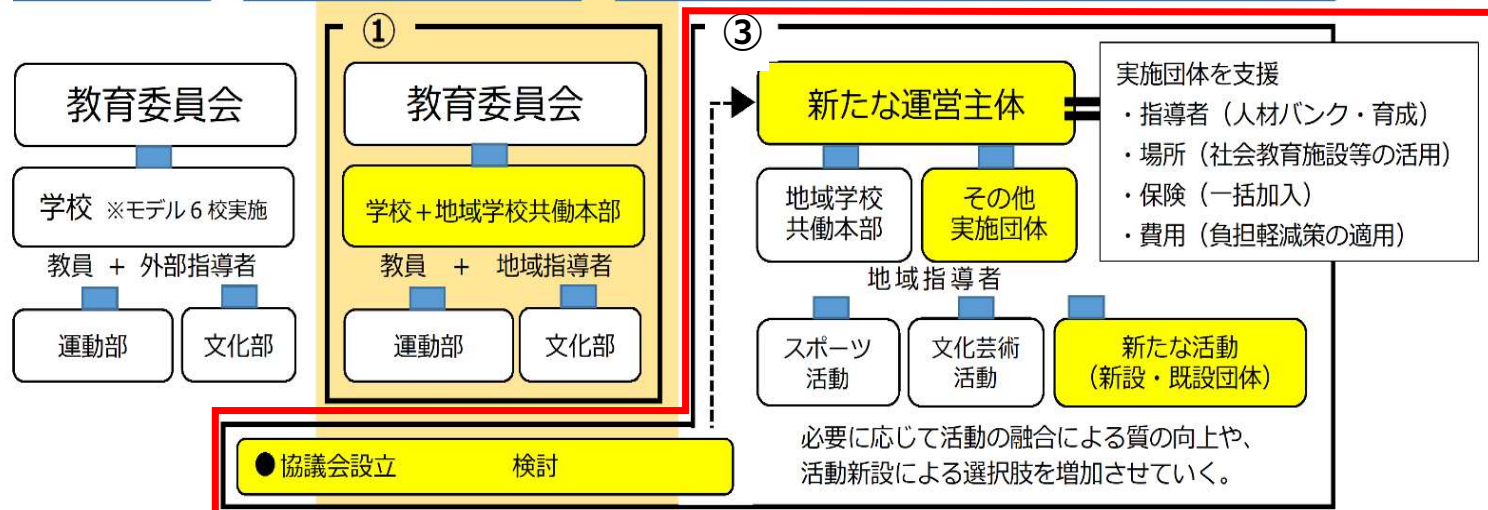 教育委員会
学校 ※モデル6校実施
教員 + 外部指導者
運動部
文化部
①
教育委員会
学校+地域学校共働本部
教員 + 地域指導者
運動部
文化部
●協議会設立 検討
③
新たな運営主体
地域学校
共働本部
その他
実施団体
地域指導者
スポーツ
活動
文化芸術
活動
新たな活動
(新設・既設団体)
必要に応じて活動の融合による質の向上や、
活動新設による選択肢を増加させていく。
実施団体を支援
・指導者(人材バンク・育成)
・場所(社会教育施設等の活用)
・保険(一括加入)
・費用(負担軽減策の適用)